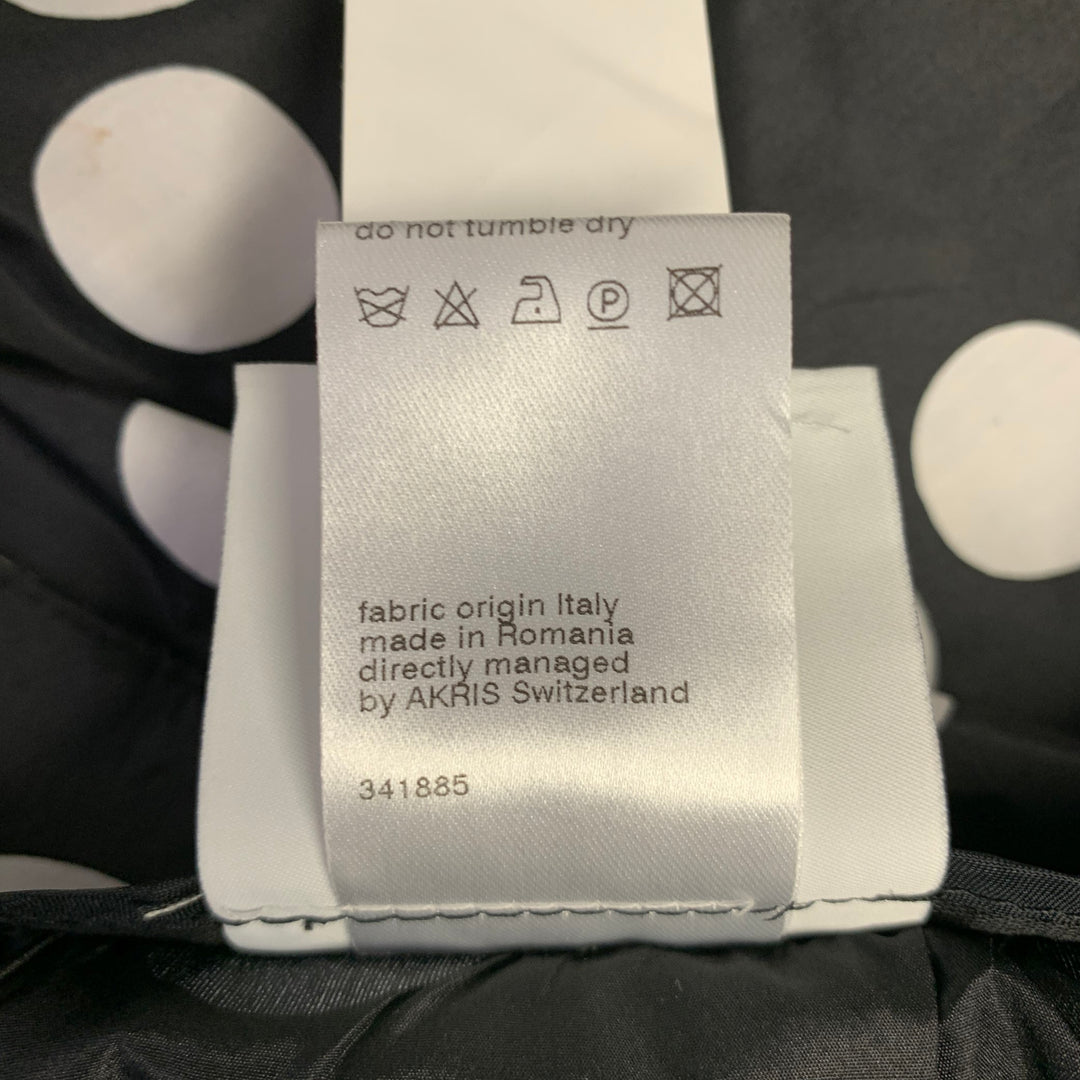 do not tumble dry
P
fabric origin Italy
made in Romania
directly managed
by AKRIS Switzerland
341885